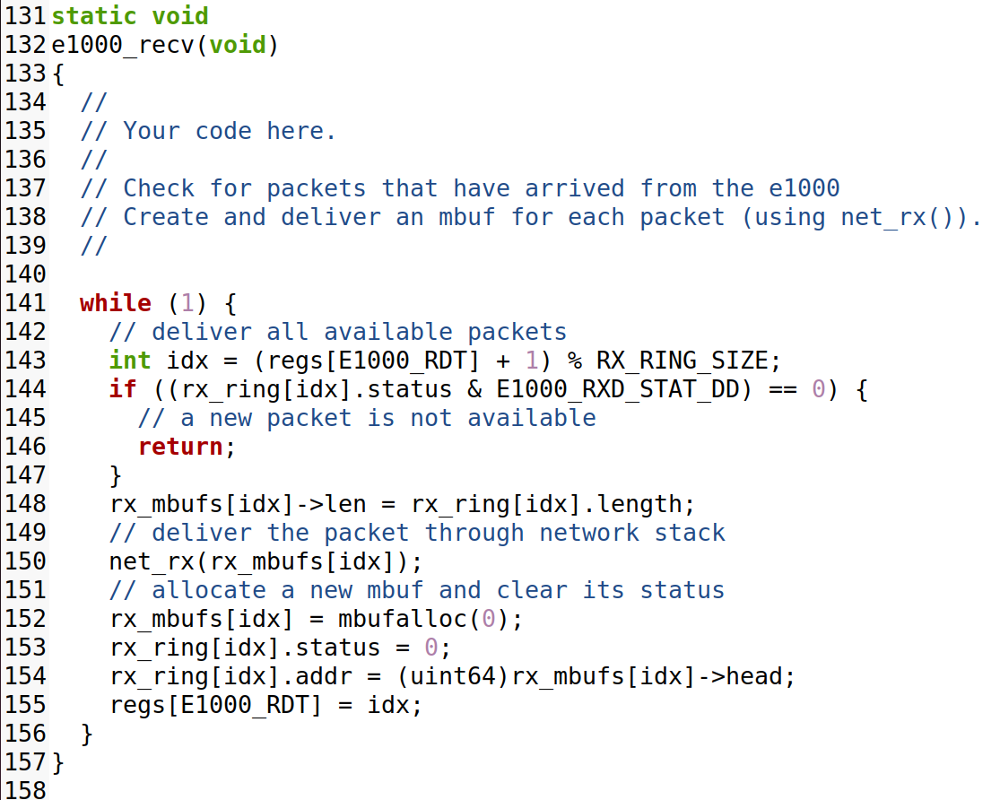 131 static void
132 e1000_recv(void)
133 {
134   //
135   // Your code here.
136   //
137   // Check for packets that have arrived from the e1000
138   // Create and deliver an mbuf for each packet (using net_rx()).
139   //
140
141   while (1) {
142     // deliver all available packets
143     int idx = (regs[E1000_RDT] + 1) % RX_RING_SIZE;
144     if ((rx_ring[idx].status & E1000_RXD_STAT_DD) == 0) {
145       // a new packet is not available
146       return;
147     }
148     rx_mbufs[idx]->len = rx_ring[idx].length;
149     // deliver the packet through network stack
150     net_rx(rx_mbufs[idx]);
151     // allocate a new mbuf and clear its status
152     rx_mbufs[idx] = mbufalloc(0);
153     rx_ring[idx].status = 0;
154     rx_ring[idx].addr = (uint64)rx_mbufs[idx]->head;
155     regs[E1000_RDT] = idx;
156   }
157 }
158